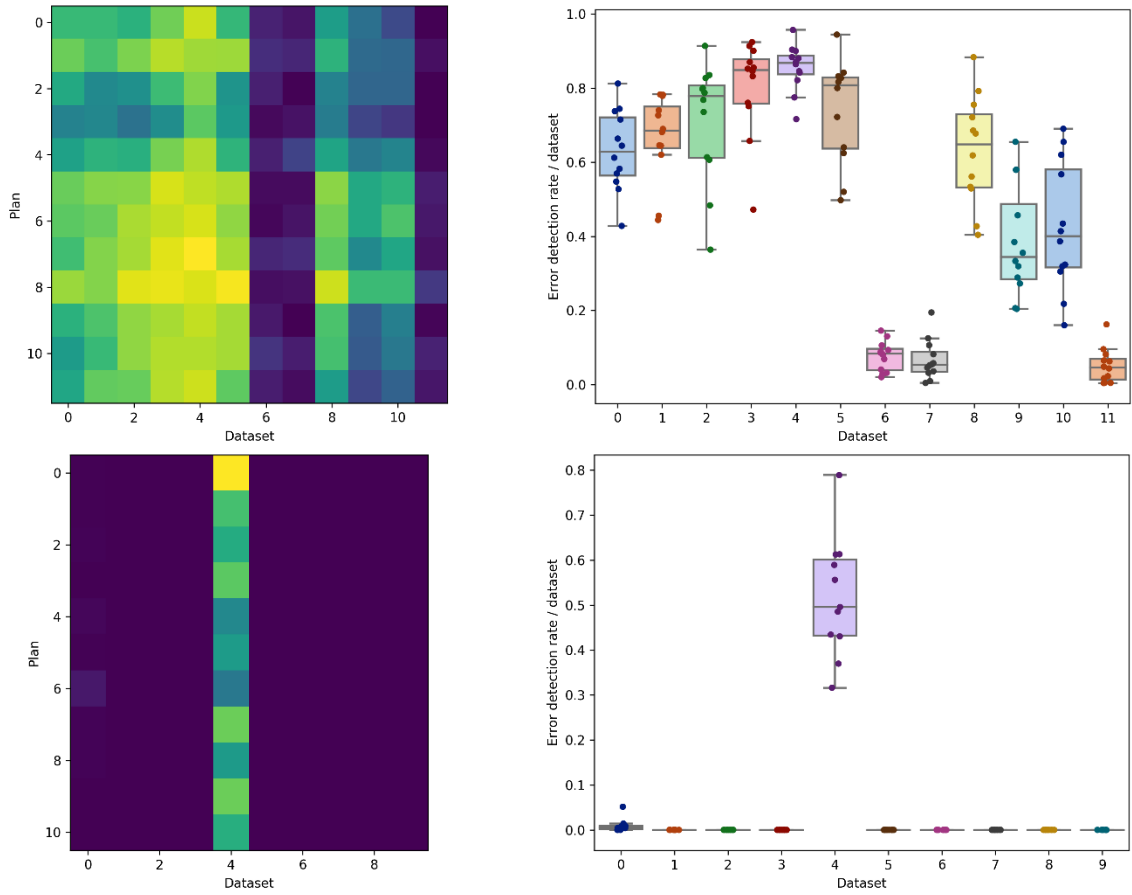 0
2
4
6
8
10
Plan
0 2 4 6 8 10
Dataset
1.0
0.8
0.6
0.4
0.2
0.0
Error detection rate / dataset
0 1 2 3 4 5 6 7 8 9 10 11
Dataset
0
2
4
6
8
10
Plan
0 2 4 6 8
Dataset
0.8
0.7
0.6
0.5
0.4
0.3
0.2
0.1
0.0
Error detection rate / dataset
0 1 2 3 4 5 6 7 8 9
Dataset